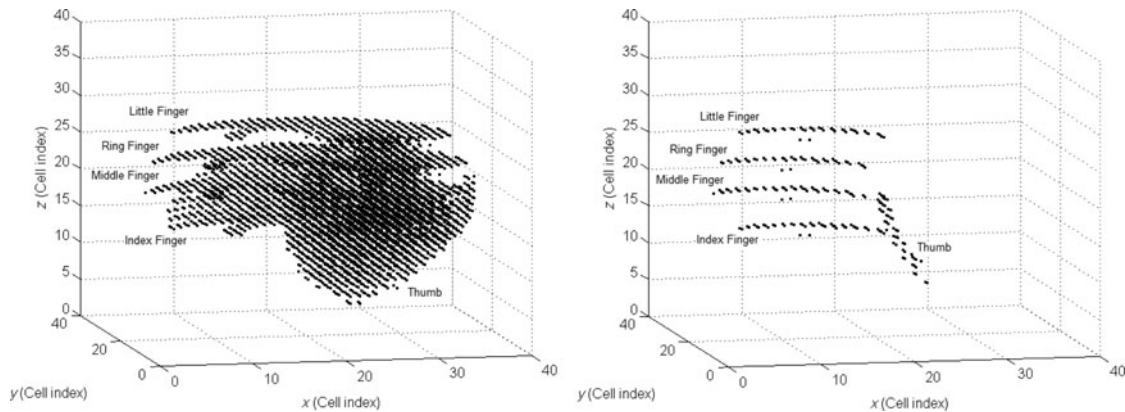 40
35
30
25
20
15
10
5
0
z (Cell index)
Little Finger
Ring Finger
Middle Finger
Index Finger
Thumb
40
20
0
y (Cell index)
0
10
20
30
40
x (Cell index)
40
35
30
25
20
15
10
5
0
z (Cell index)
Little Finger
Ring Finger
Middle Finger
Index Finger
Thumb
40
20
0
y (Cell index)
0
10
20
30
40
x (Cell index)